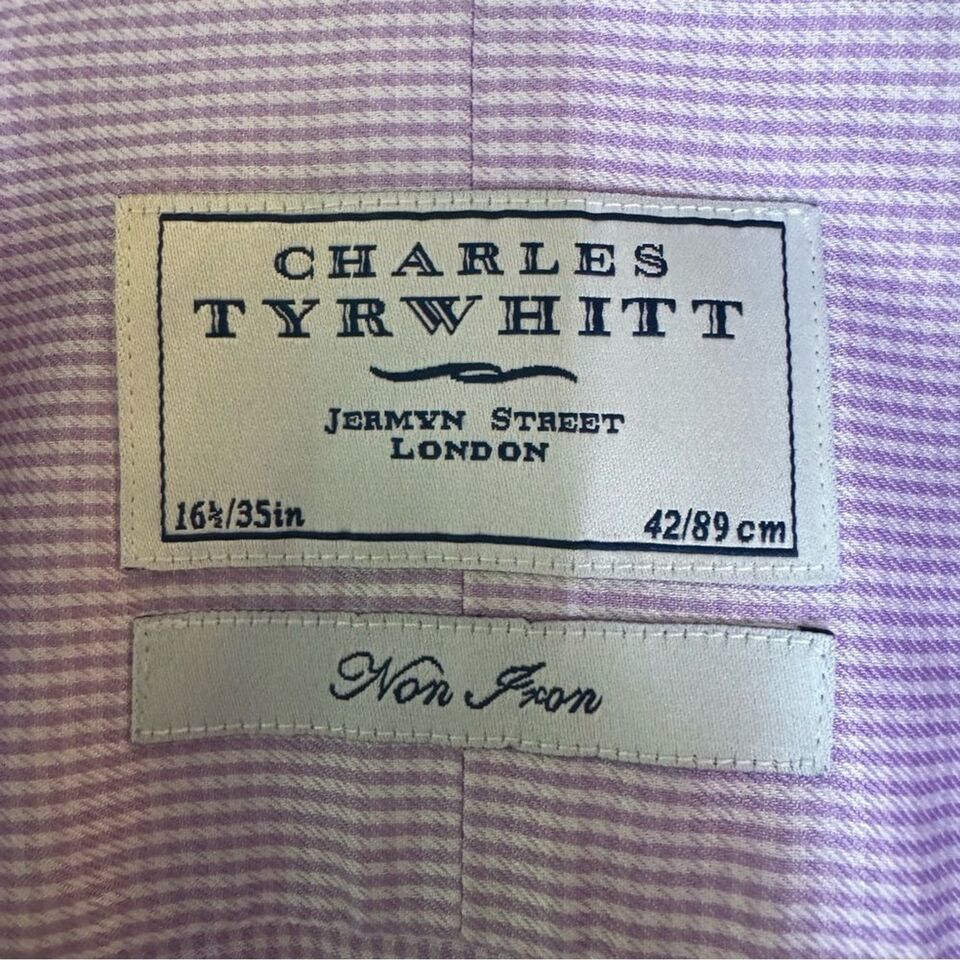 CHARLES
TYRWHITT
JERMYN STREET
LONDON
16½/35in 42/89 cm
Non Iron